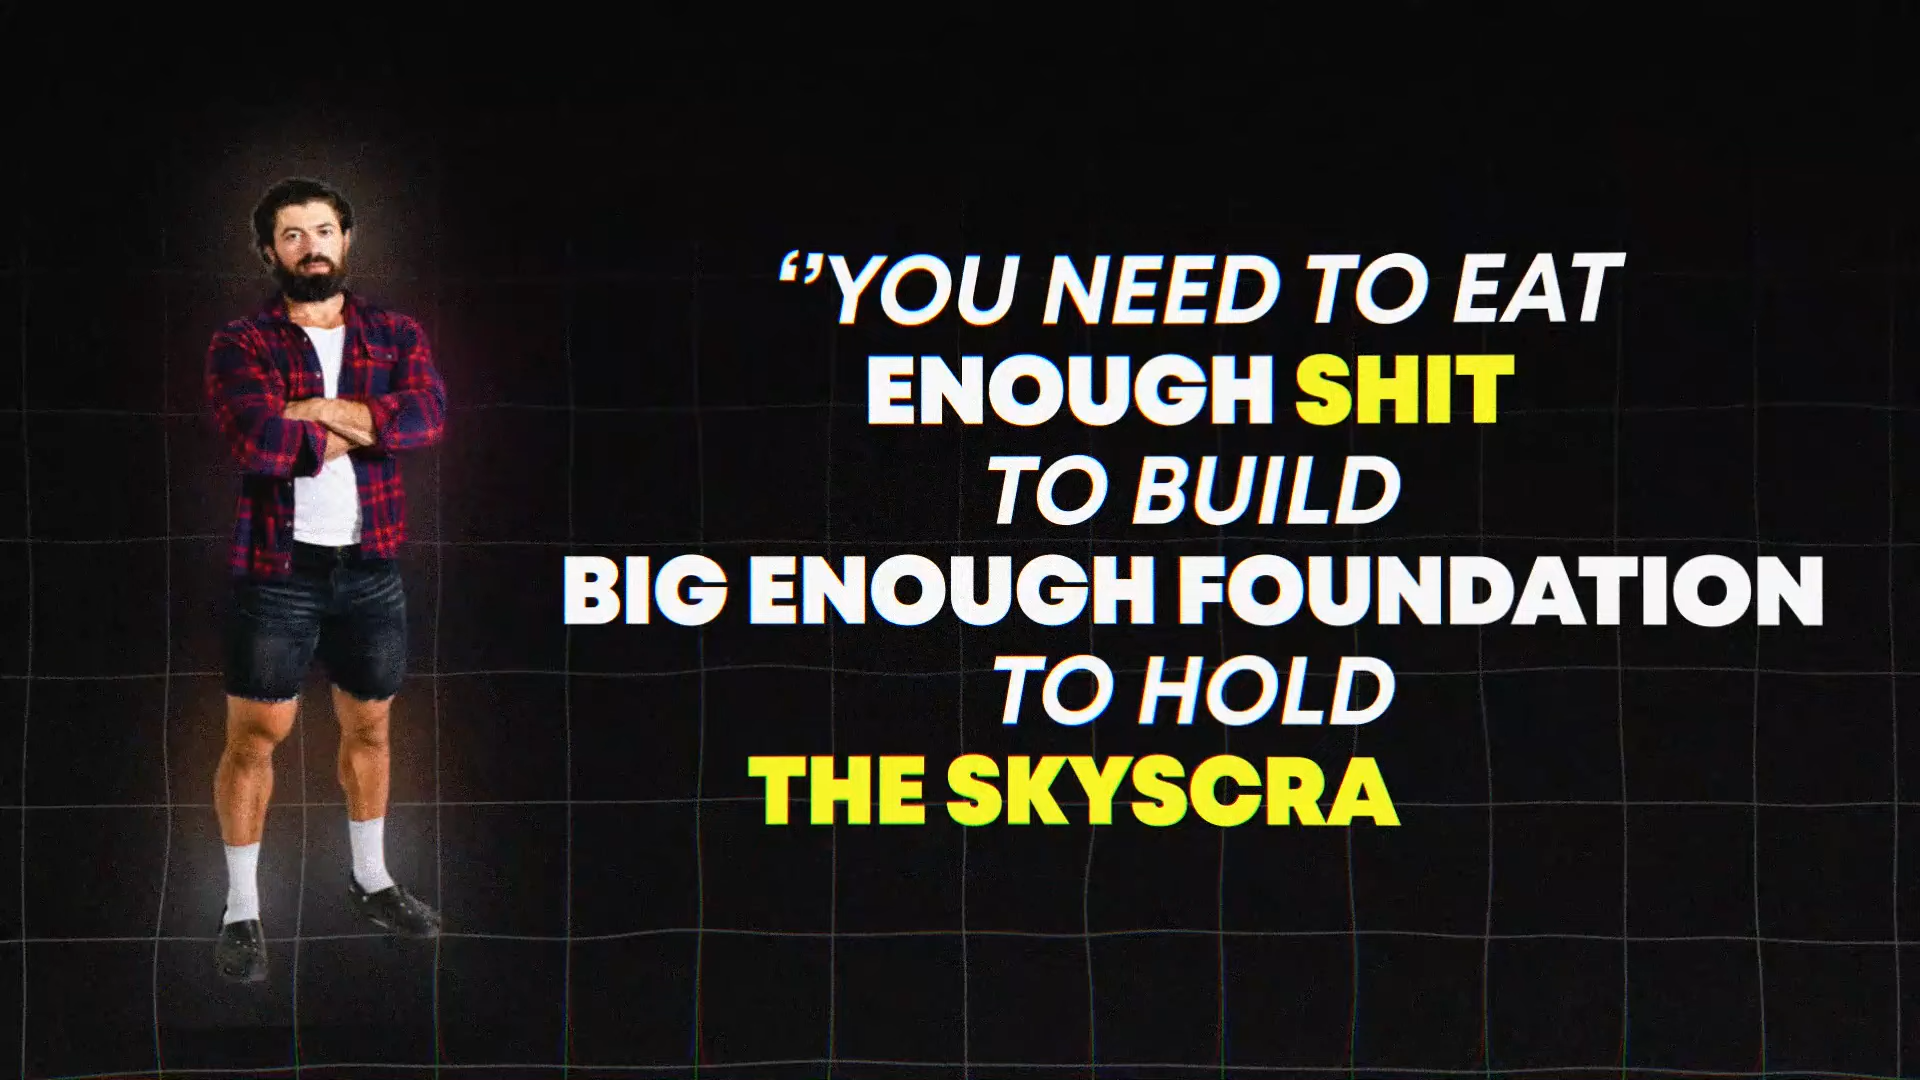 ‘’YOU NEED TO EAT
ENOUGH SHIT
TO BUILD
BIG ENOUGH FOUNDATION
TO HOLD
THE SKYSCRA